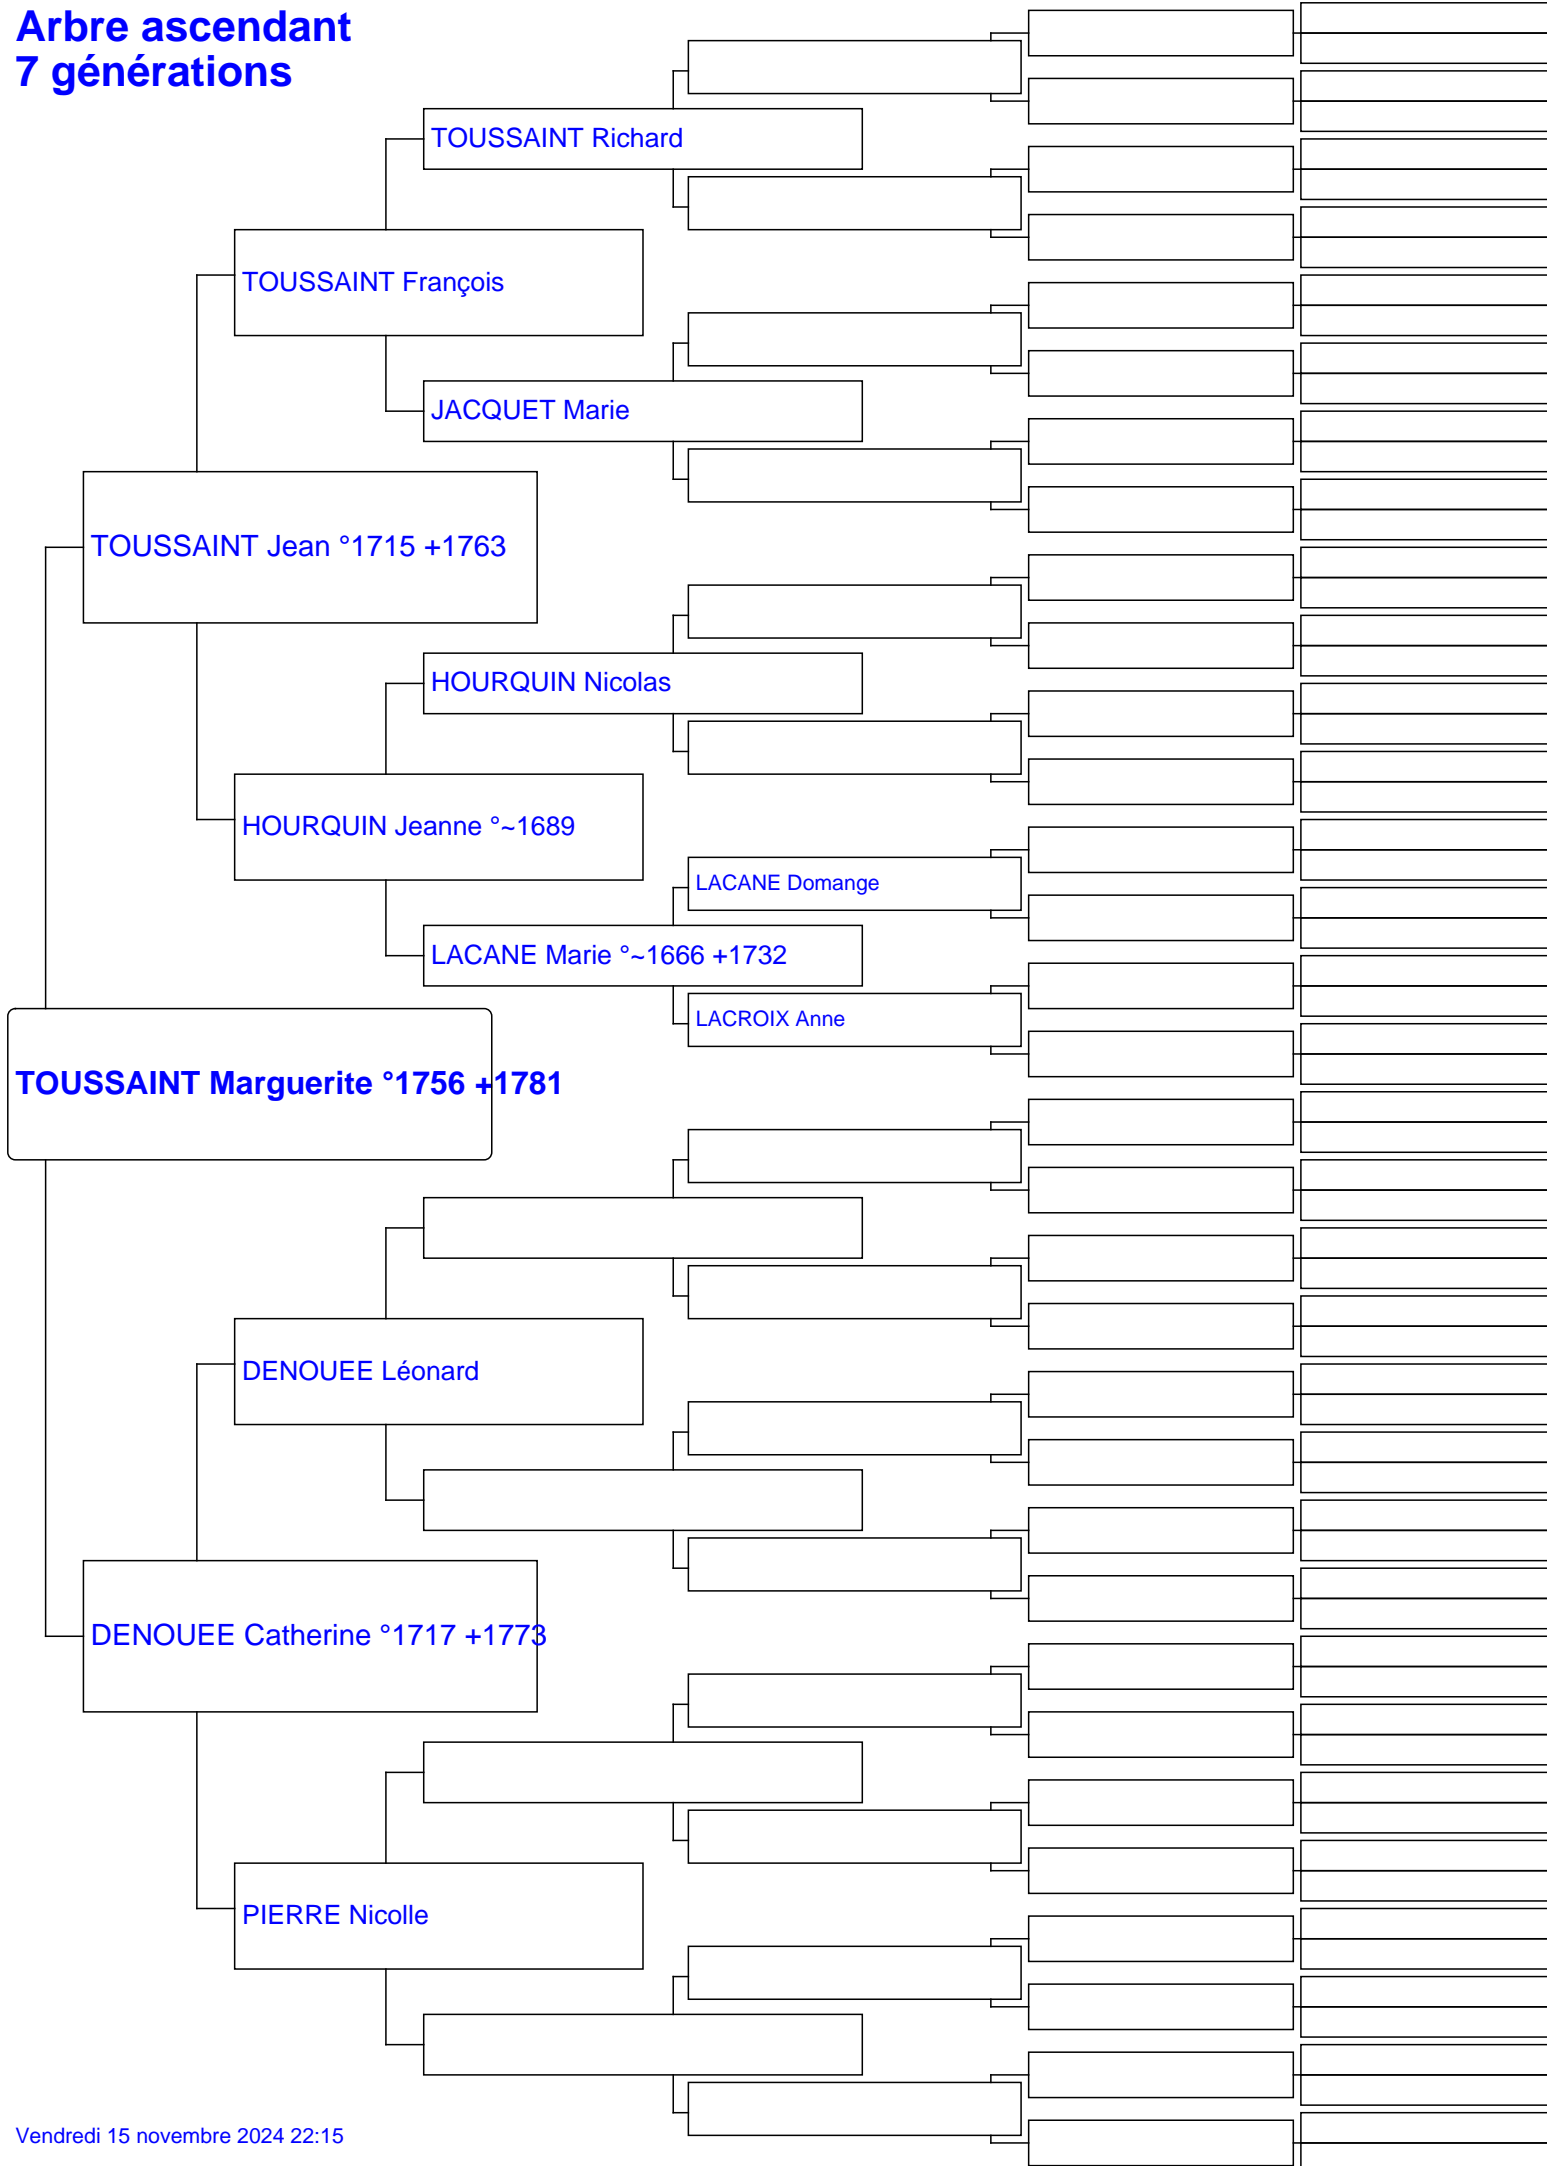 Arbre ascendant
7 générations
TOUSSAINT Richard
TOUSSAINT François
JACQUET Marie
TOUSSAINT Jean °1715 +1763
HOURQUIN Nicolas
HOURQUIN Jeanne °~1689
LACANE Domange
LACANE Marie °~1666 +1732
LACROIX Anne
TOUSSAINT Marguerite °1756 +1781
DENOUEE Léonard
DENOUEE Catherine °1717 +1773
PIERRE Nicolle
Vendredi 15 novembre 2024 22:15